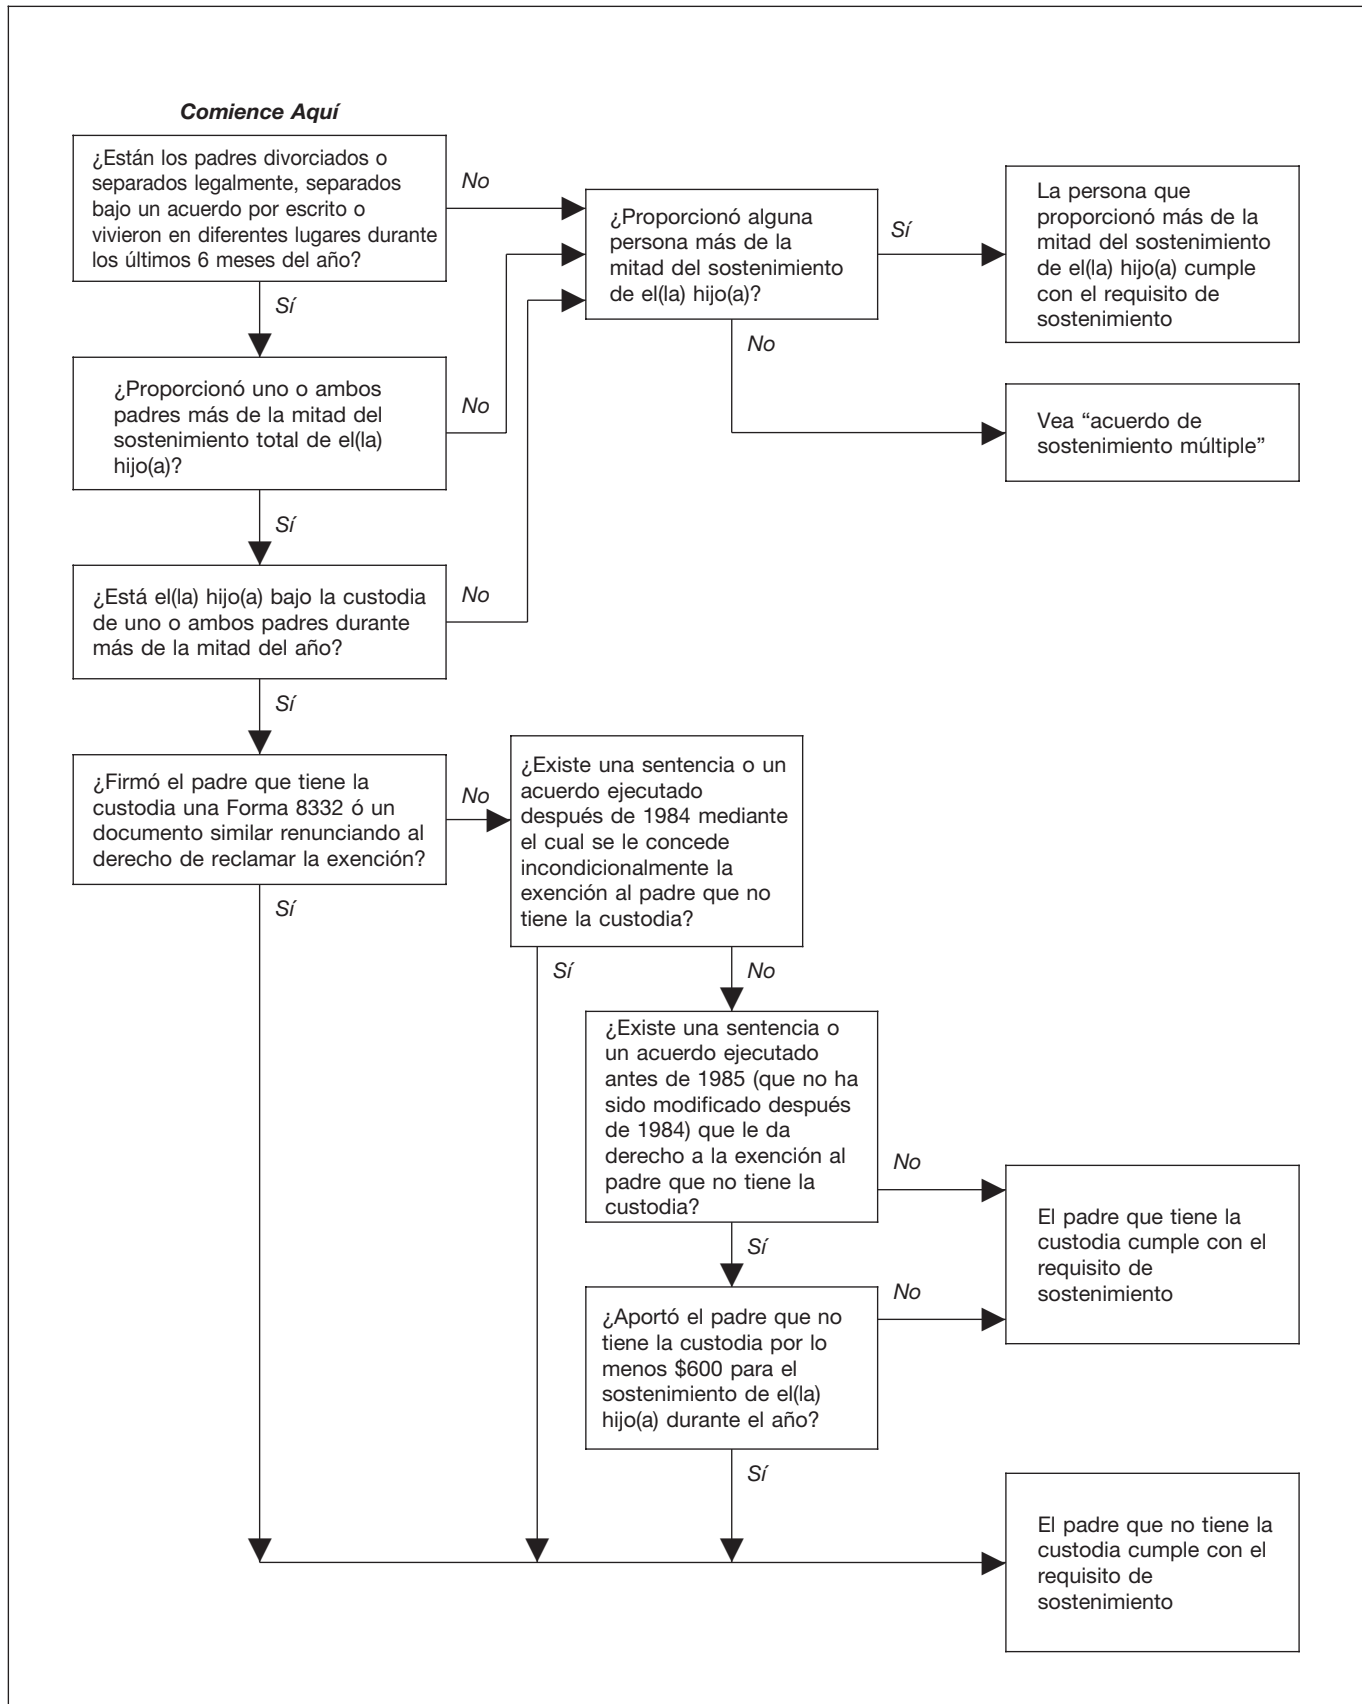 Comience Aquí
¿Están los padres divorciados o
separados legalmente, separados
bajo un acuerdo por escrito o
vivieron en diferentes lugares durante
los últimos 6 meses del año?
No
¿Proporcionó alguna
persona más de la
mitad del sostenimiento
de el(la) hijo(a)?
Sí
La persona que
proporcionó más de la
mitad del sostenimiento
de el(la) hijo(a) cumple
con el requisito de
sostenimiento
Sí
No
¿Proporcionó uno o ambos
padres más de la mitad del
sostenimiento total de el(la)
hijo(a)?
No
Vea “acuerdo de
sostenimiento múltiple”
Sí
¿Está el(la) hijo(a) bajo la custodia
de uno o ambos padres durante
más de la mitad del año?
No
Sí
¿Firmó el padre que tiene la
custodia una Forma 8332 ó un
documento similar renunciando al
derecho de reclamar la exención?
No
¿Existe una sentencia o un
acuerdo ejecutado
después de 1984 mediante
el cual se le concede
incondicionalmente la
exención al padre que no
tiene la custodia?
Sí
Sí
No
¿Existe una sentencia o
un acuerdo ejecutado
antes de 1985 (que no ha
sido modificado después
de 1984) que le da
derecho a la exención al
padre que no tiene la
custodia?
No
El padre que tiene la
custodia cumple con el
requisito de
sostenimiento
Sí
¿Aportó el padre que no
tiene la custodia por lo
menos $600 para el
sostenimiento de el(la)
hijo(a) durante el año?
No
Sí
El padre que no tiene la
custodia cumple con el
requisito de
sostenimiento